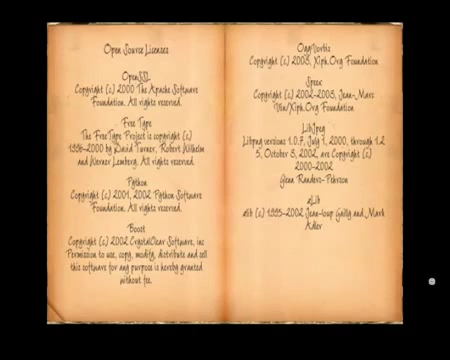 Open Source Licenses
OpenSSL
Copyright (c) 2000 The Apache Software
Foundation. All rights reserved.
Free Type
The FreeType Project is copyright (c)
1996-2000 by David Turner, Robert Wilhelm
and Werner Lemberg. All rights reserved.
Python
Copyright (c) 2001, 2002 Python Software
Foundation. All rights reserved.
Boost
Copyright (c) 2002 CrystalClear Software, inc
Permission to use, copy, modify, distribute and sell
this software for any purpose is hereby granted
without fee.
OggVorbis
Copyright (c) 2003, Xiph.Org Foundation
Speex
Copyright (c) 2002-2003, Jean-Marc
Valin/Xiph.Org Foundation
LibJpeg
Libpng versions 1.0.7, July 1, 2000, through 1.2
5, October 3, 2002, are Copyright (c)
2000-2002
Glenn Randers-Pehrson
zLib
zlib (c) 1995-2002 Jean-loup Gailly and Mark
Adler